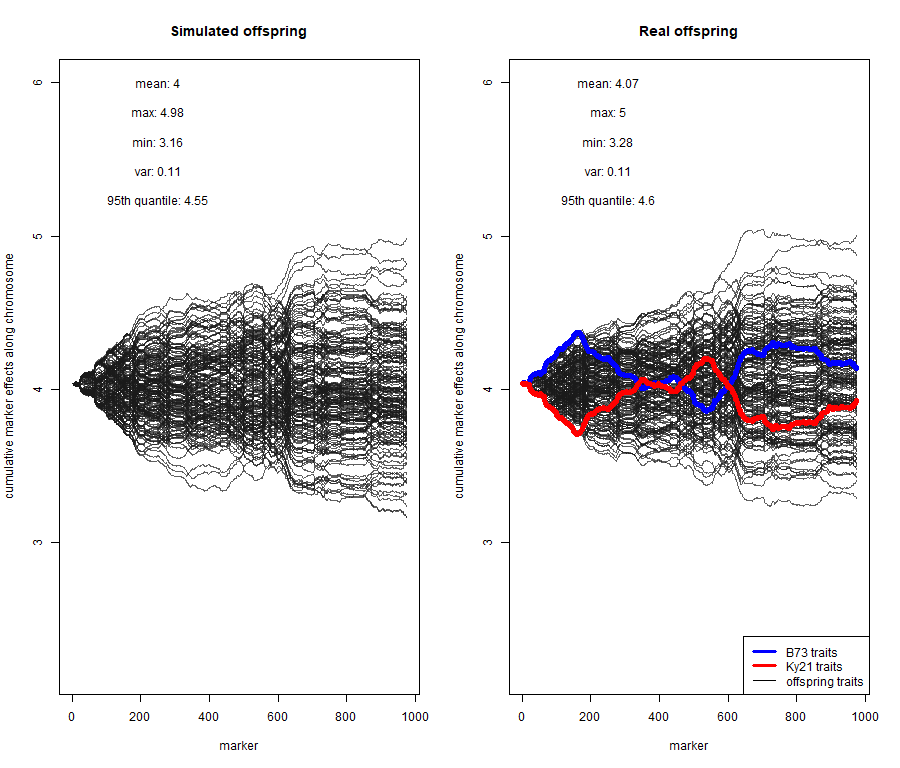 Simulated offspring
mean: 4
max: 4.98
min: 3.16
var: 0.11
95th quantile: 4.55
cumulative marker effects along chromosome
6
5
4
3
0 200 400 600 800 1000
marker
Real offspring
mean: 4.07
max: 5
min: 3.28
var: 0.11
95th quantile: 4.6
cumulative marker effects along chromosome
6
5
4
3
B73 traits
Ky21 traits
offspring traits
0 200 400 600 800 1000
marker